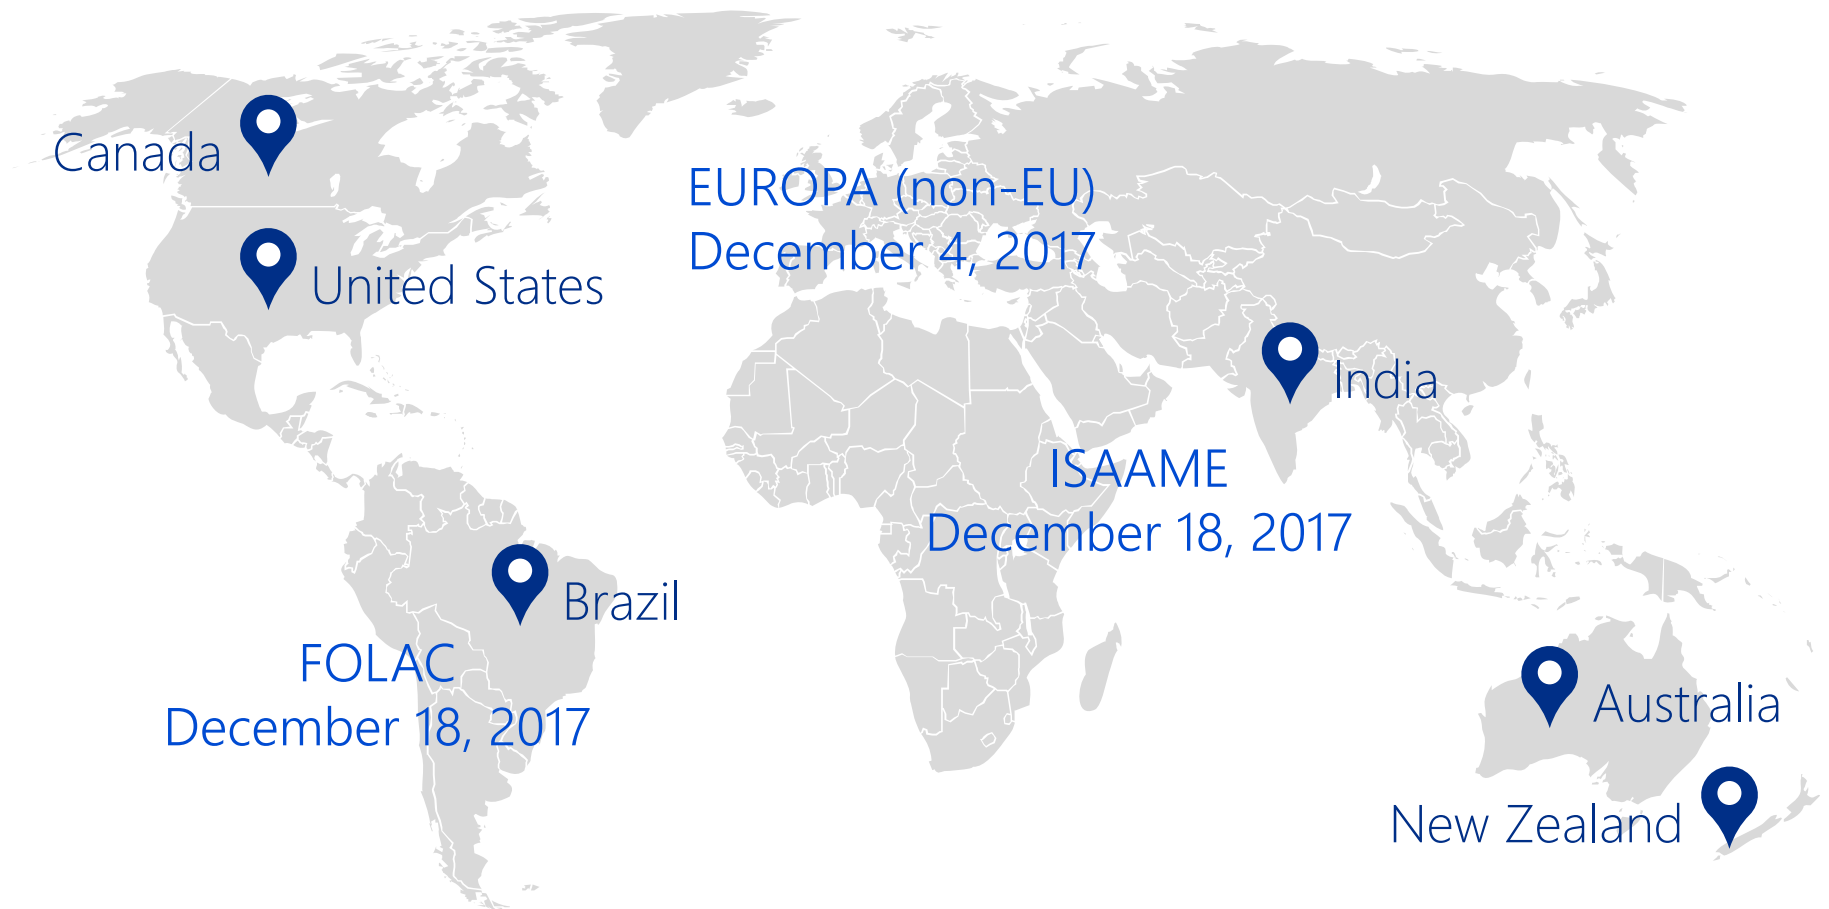 Canada
United States
EUROPA (non-EU)
December 4, 2017
India
ISAAME
December 18, 2017
Brazil
FOLAC
December 18, 2017
Australia
New Zealand